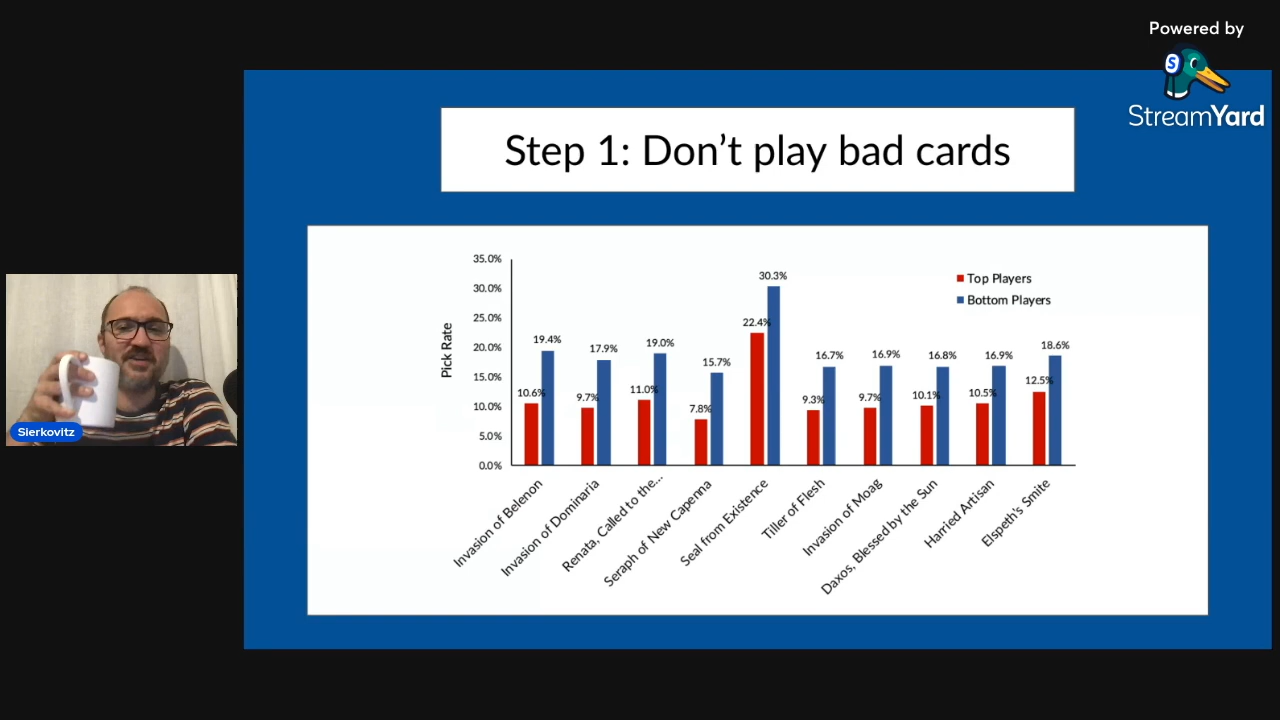 Powered by
StreamYard
Step 1: Don't play bad cards
35.0%
30.0%
25.0%
20.0%
15.0%
10.0%
5.0%
0.0%
Pick Rate
Top Players
Bottom Players
10.6%
19.4%
9.7%
17.9%
11.0%
19.0%
7.8%
15.7%
22.4%
30.3%
9.3%
16.7%
9.7%
16.9%
10.1%
16.8%
10.5%
16.9%
12.5%
18.6%
Invasion of Belenon
Invasion of Dominaria
Renata, Called to the...
Seraph of New Capenna
Seal from Existence
Tiller of Flesh
Invasion of Moag
Daxos, Blessed by the Sun
Harried Artisan
Elspeth's Smite
Sierkovitz